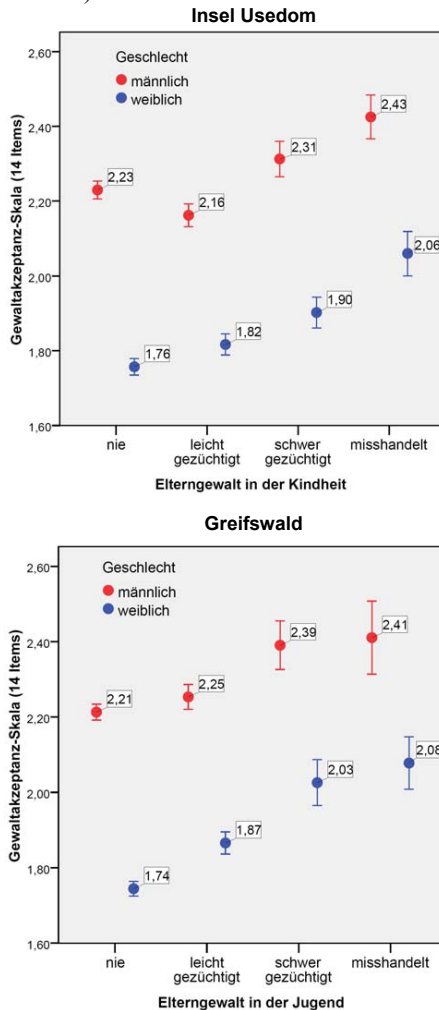 Insel Usedom
2,60
2,40
2,20
2,00
1,80
1,60
Gewaltakzeptanz-Skala (14 Items)
Geschlecht
männlich
weiblich
2,23
2,16
2,31
2,43
1,76
1,82
1,90
2,06
nie
leicht
gezüchtigt
schwer
gezüchtigt
misshandelt
Elterngewalt in der Kindheit
Greifswald
2,60
2,40
2,20
2,00
1,80
1,60
Gewaltakzeptanz-Skala (14 Items)
Geschlecht
männlich
weiblich
2,21
2,25
2,39
2,41
1,74
1,87
2,03
2,08
nie
leicht
gezüchtigt
schwer
gezüchtigt
misshandelt
Elterngewalt in der Jugend